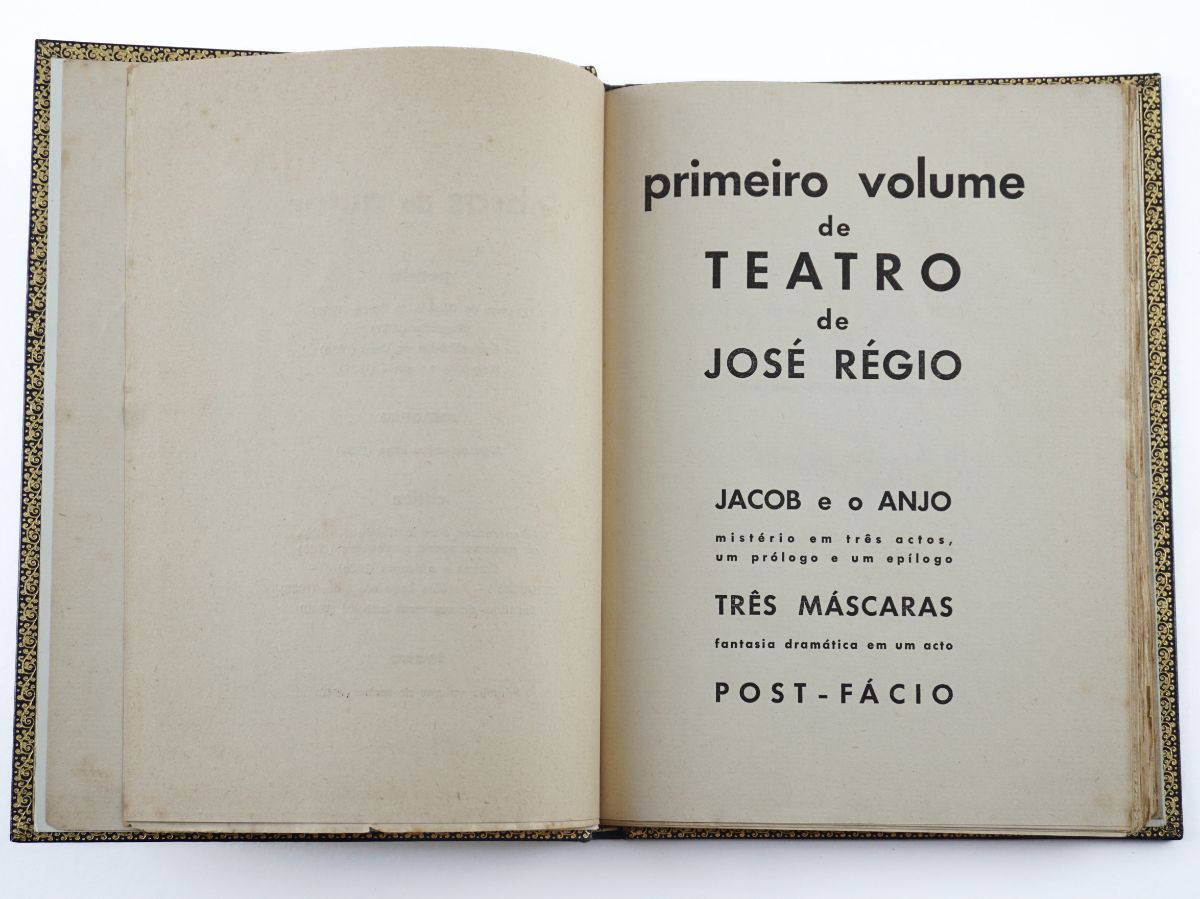 primeiro volume
de
TEATRO
de
JOSÉ RÉGIO
JACOB e o ANJO
mistério em três actos,
um prólogo e um epílogo
TRÊS MÁSCARAS
fantasia dramática em um acto
POST-FÁCIO